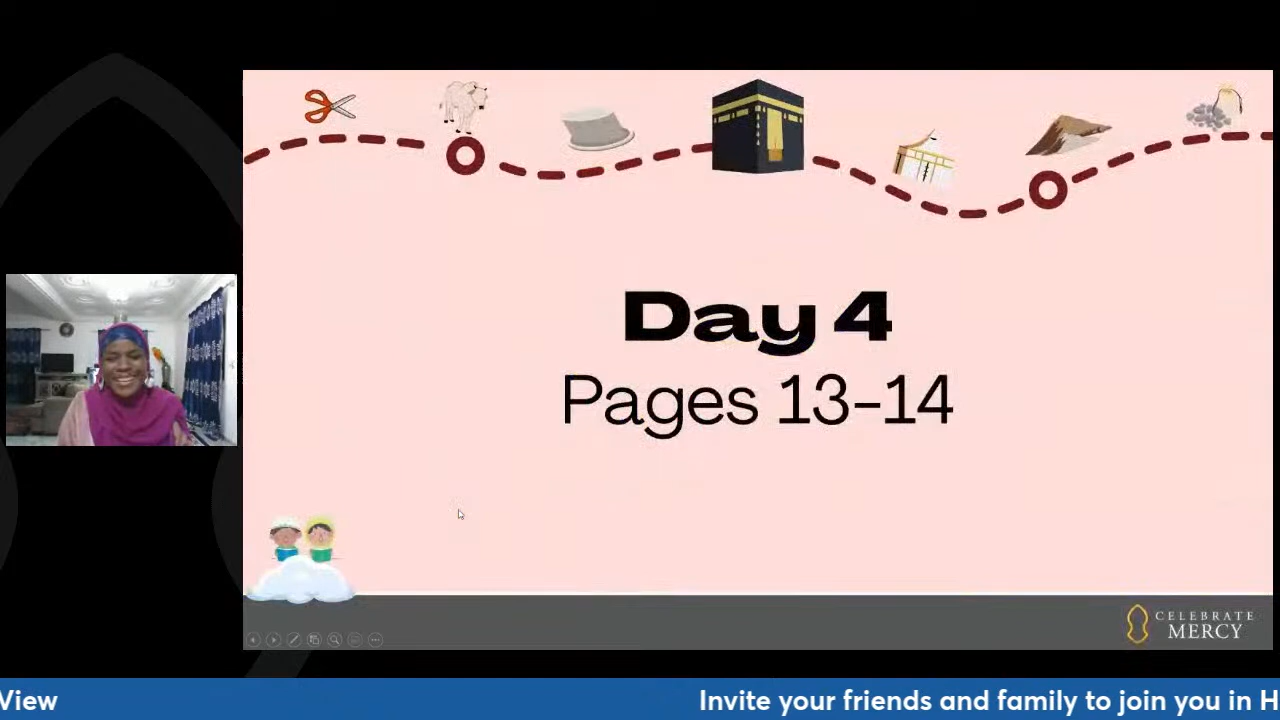 Day 4
Pages 13-14
CELEBRATE
MERCY
View
Invite your friends and family to join you in H